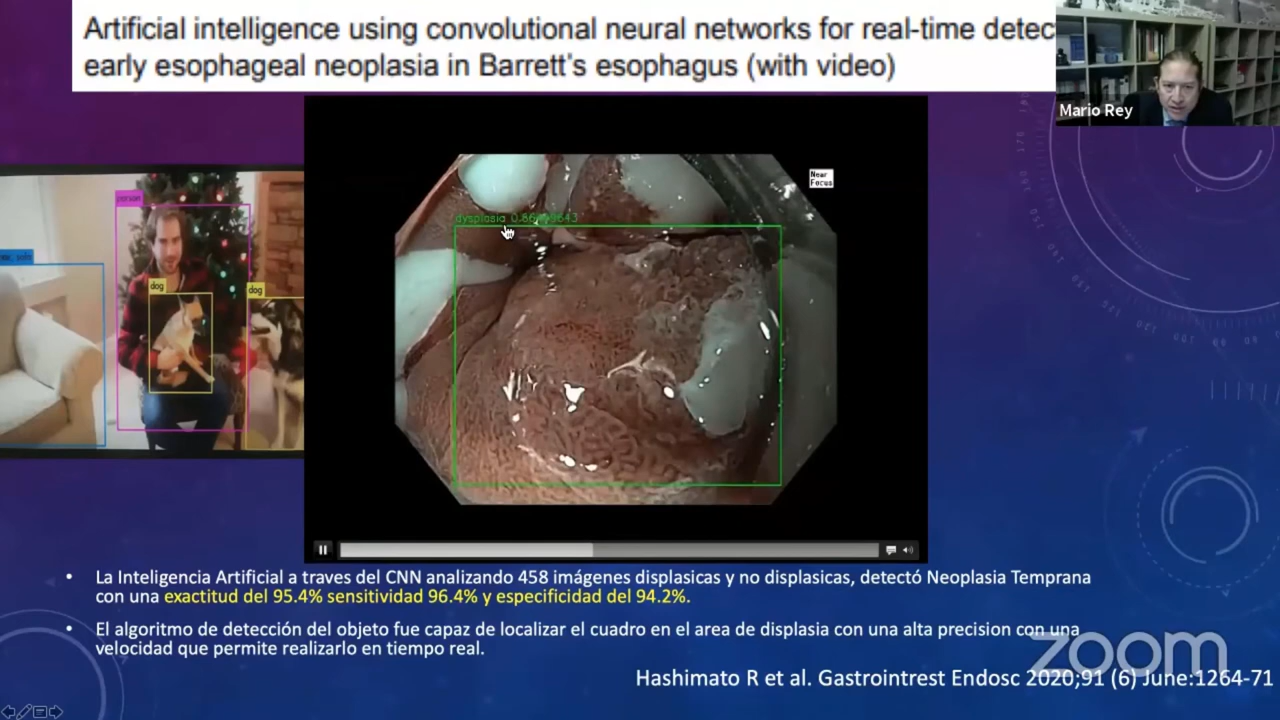 Artificial intelligence using convolutional neural networks for real-time detec
early esophageal neoplasia in Barrett's esophagus (with video)
Mario Rey
Near
Focus
person
dog
dog
dysplasia
La Inteligencia Artificial a traves del CNN analizando 458 imágenes displasicas y no displasicas, detectó Neoplasia Temprana
con una exactitud del 95.4% sensitividad 96.4% y especificidad del 94.2%.
El algoritmo de detección del objeto fue capaz de localizar el cuadro en el area de displasia con una alta precision con una
velocidad que permite realizarlo en tiempo real.
zoom
Hashimato R et al. Gastrointrest Endosc 2020;91 (6) June:1264-71